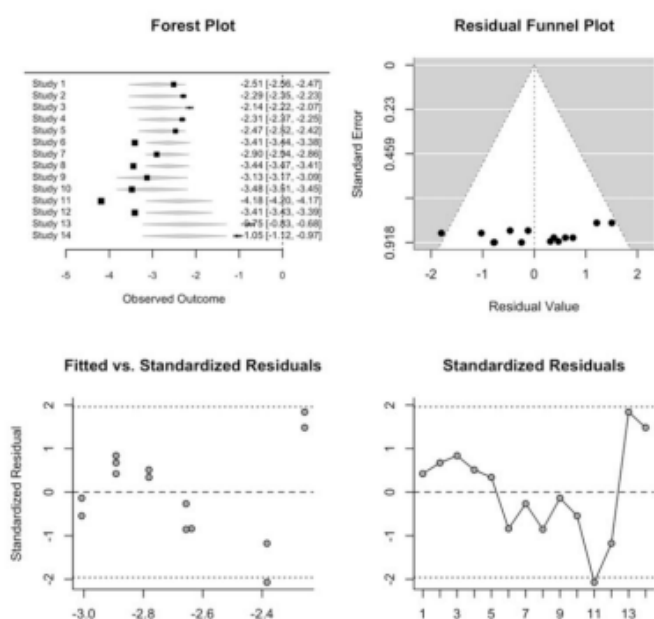 Forest Plot
Study 1 -2.51 [-2.56, -2.47]
Study 2 -2.29 [-2.35, -2.23]
Study 3 -2.14 [-2.22, -2.07]
Study 4 -2.31 [-2.37, -2.25]
Study 5 -2.47 [-2.52, -2.42]
Study 6 -3.41 [-3.44, -3.38]
Study 7 -2.90 [-2.94, -2.86]
Study 8 -3.44 [-3.47, -3.41]
Study 9 -3.13 [-3.17, -3.09]
Study 10 -3.48 [-3.51, -3.45]
Study 11 -4.18 [-4.20, -4.17]
Study 12 -3.41 [-3.43, -3.39]
Study 13 -0.75 [-0.83, -0.68]
Study 14 -1.05 [-1.12, -0.97]
-5 -4 -3 -2 -1 0
Observed Outcome
Residual Funnel Plot
Standard Error
0
0.23
0.459
0.918
-2 -1 0 1 2
Residual Value
Fitted vs. Standardized Residuals
Standardized Residual
2
1
0
-1
-2
-3.0 -2.8 -2.6 -2.4
Standardized Residuals
2
1
0
-1
-2
1 3 5 7 9 11 13